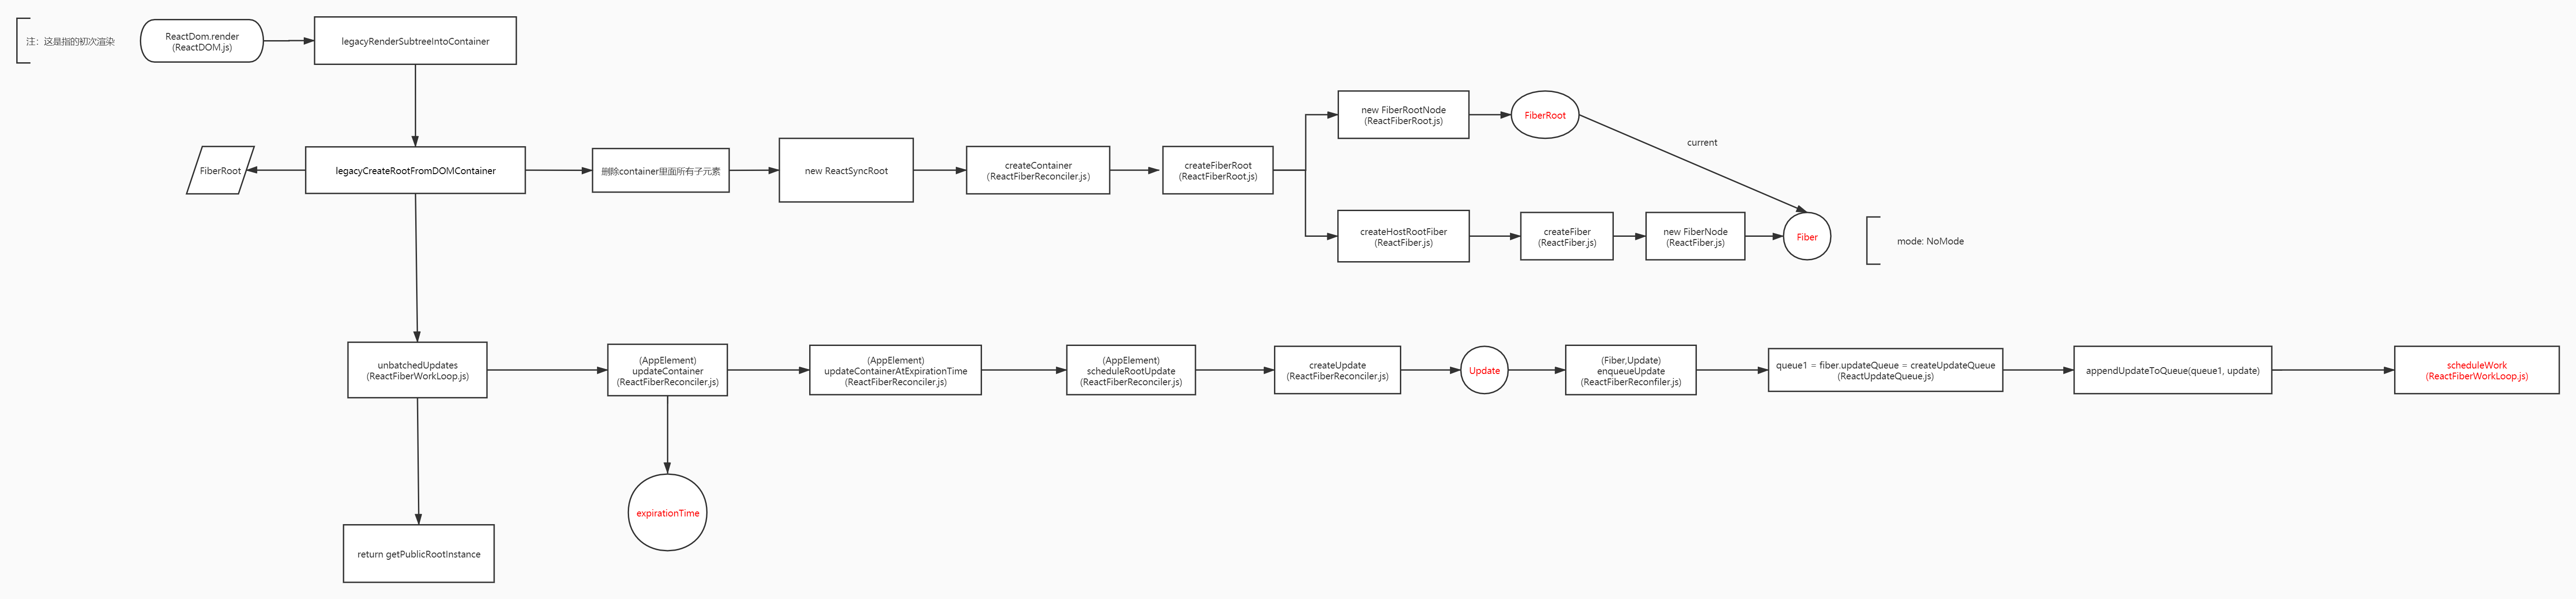 注：这是指的初次渲染
ReactDom.render
(ReactDOM.js)
legacyRenderSubtreeIntoContainer
new FiberRootNode
(ReactFiberRoot.js)
FiberRoot
current
FiberRoot
legacyCreateRootFromDOMContainer
删除container里面所有子元素
new ReactSyncRoot
createContainer
(ReactFiberReconciler.js)
createFiberRoot
(ReactFiberRoot.js)
createHostRootFiber
(ReactFiber.js)
createFiber
(ReactFiber.js)
new FiberNode
(ReactFiber.js)
Fiber
mode: NoMode
unbatchedUpdates
(ReactFiberWorkLoop.js)
(AppElement)
updateContainer
(ReactFiberReconciler.js)
(AppElement)
updateContainerAtExpirationTime
(ReactFiberReconciler.js)
(AppElement)
scheduleRootUpdate
(ReactFiberReconciler.js)
createUpdate
(ReactFiberReconciler.js)
Update
(Fiber,Update)
enqueueUpdate
(ReactFiberReconfiler.js)
queue1 = fiber.updateQueue = createUpdateQueue
(ReactUpdateQueue.js)
appendUpdateToQueue(queue1, update)
scheduleWork
(ReactFiberWorkLoop.js)
expirationTime
return getPublicRootInstance